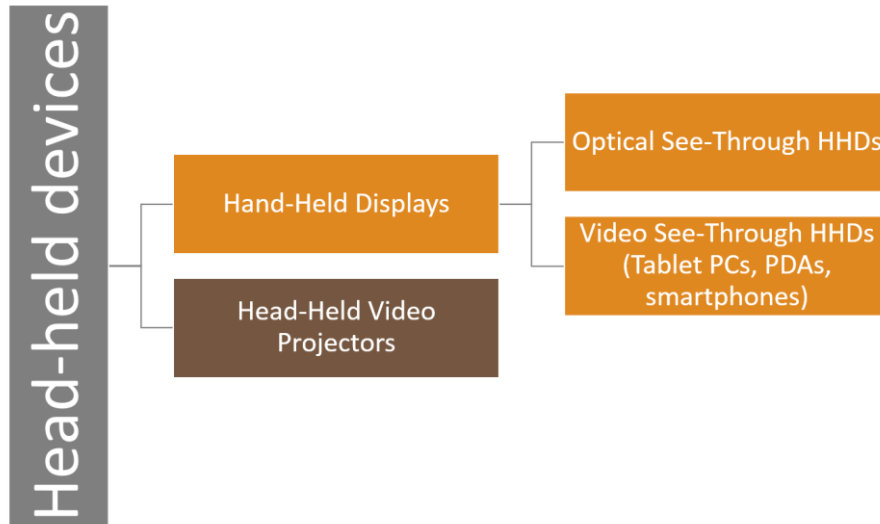 Head-held devices
Hand-Held Displays
Head-Held Video
Projectors
Optical See-Through HHDs
Video See-Through HHDs
(Tablet PCs, PDAs,
smartphones)